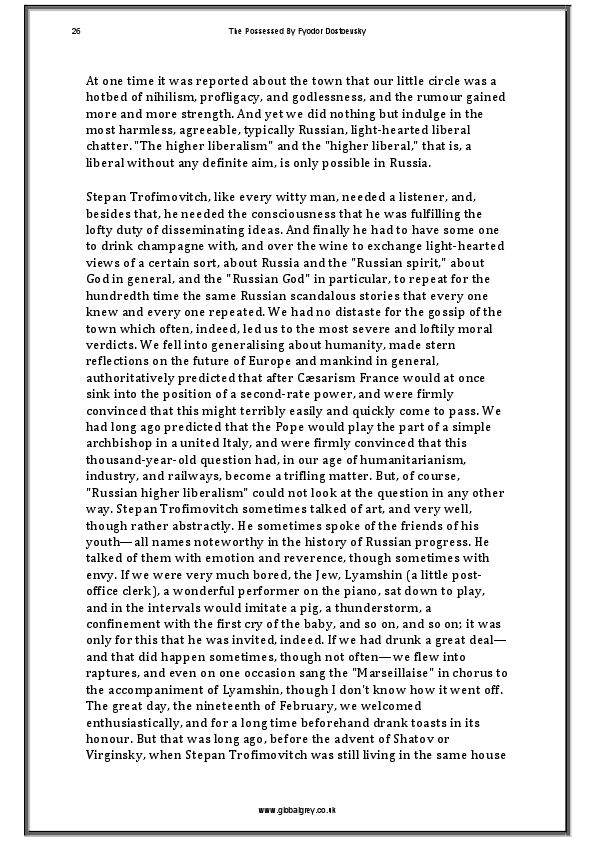 26 The Possessed By Fyodor Dostoevsky
At one time it was reported about the town that our little circle was a
hotbed of nihilism, profligacy, and godlessness, and the rumour gained
more and more strength. And yet we did nothing but indulge in the
most harmless, agreeable, typically Russian, light-hearted liberal
chatter. "The higher liberalism" and the "higher liberal," that is, a
liberal without any definite aim, is only possible in Russia.
Stepan Trofimovitch, like every witty man, needed a listener, and,
besides that, he needed the consciousness that he was fulfilling the
lofty duty of disseminating ideas. And finally he had to have some one
to drink champagne with, and over the wine to exchange light-hearted
views of a certain sort, about Russia and the "Russian spirit," about
God in general, and the "Russian God" in particular, to repeat for the
hundredth time the same Russian scandalous stories that every one
knew and every one repeated. We had no distaste for the gossip of the
town which often, indeed, led us to the most severe and loftily moral
verdicts. We fell into generalising about humanity, made stern
reflections on the future of Europe and mankind in general,
authoritatively predicted that after Cæsarism France would at once
sink into the position of a second-rate power, and were firmly
convinced that this might terribly easily and quickly come to pass. We
had long ago predicted that the Pope would play the part of a simple
archbishop in a united Italy, and were firmly convinced that this
thousand-year-old question had, in our age of humanitarianism,
industry, and railways, become a trifling matter. But, of course,
"Russian higher liberalism" could not look at the question in any other
way. Stepan Trofimovitch sometimes talked of art, and very well,
though rather abstractly. He sometimes spoke of the friends of his
youth—all names noteworthy in the history of Russian progress. He
talked of them with emotion and reverence, though sometimes with
envy. If we were very much bored, the Jew, Lyamshin (a little post-
office clerk), a wonderful performer on the piano, sat down to play,
and in the intervals would imitate a pig, a thunderstorm, a
confinement with the first cry of the baby, and so on, and so on; it was
only for this that he was invited, indeed. If we had drunk a great deal—
and that did happen sometimes, though not often—we flew into
raptures, and even on one occasion sang the "Marseillaise" in chorus to
the accompaniment of Lyamshin, though I don't know how it went off.
The great day, the nineteenth of February, we welcomed
enthusiastically, and for a long time beforehand drank toasts in its
honour. But that was long ago, before the advent of Shatov or
Virginsky, when Stepan Trofimovitch was still living in the same house
www.globalgrey.co.uk